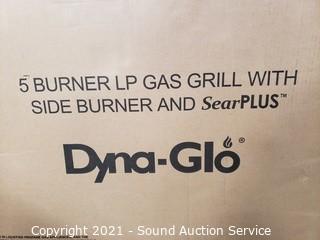 5 BURNER LP GAS GRILL WITH
SIDE BURNER AND SearPLUS™
Dyna-Glo®
Copyright 2021 - Sound Auction Service